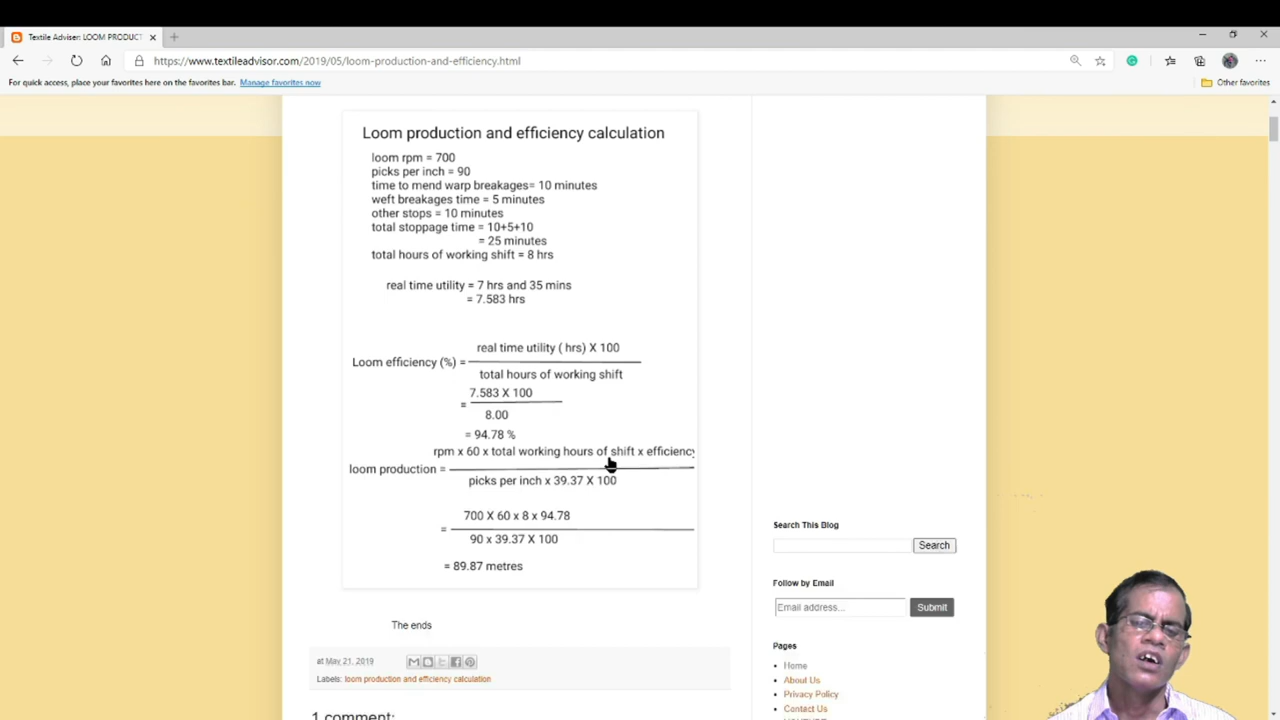 Textile Adviser: LOOM PRODUCT
https://www.textileadvisor.com/2019/05/loom-production-and-efficiency.html
For quick access, place your favorites here on the favorites bar. Manage favorites now
Other favorites
Loom production and efficiency calculation
loom rpm = 700
picks per inch = 90
time to mend warp breakages= 10 minutes
weft breakages time = 5 minutes
other stops = 10 minutes
total stoppage time = 10+5+10
= 25 minutes
total hours of working shift = 8 hrs
real time utility = 7 hrs and 35 mins
= 7.583 hrs
real time utility ( hrs) X 100
Loom efficiency (%) =
total hours of working shift
7.583 X 100
=
8.00
= 94.78 %
rpm x 60 x total working hours of shift x efficiency
loom production =
picks per inch x 39.37 X 100
700 X 60 x 8 x 94.78
=
90 x 39.37 X 100
= 89.87 metres
The ends
at May 21, 2019
Labels: loom production and efficiency calculation
1 comment:
Search This Blog
Search
Follow by Email
Email address...
Submit
Pages
Home
About Us
Privacy Policy
Contact Us